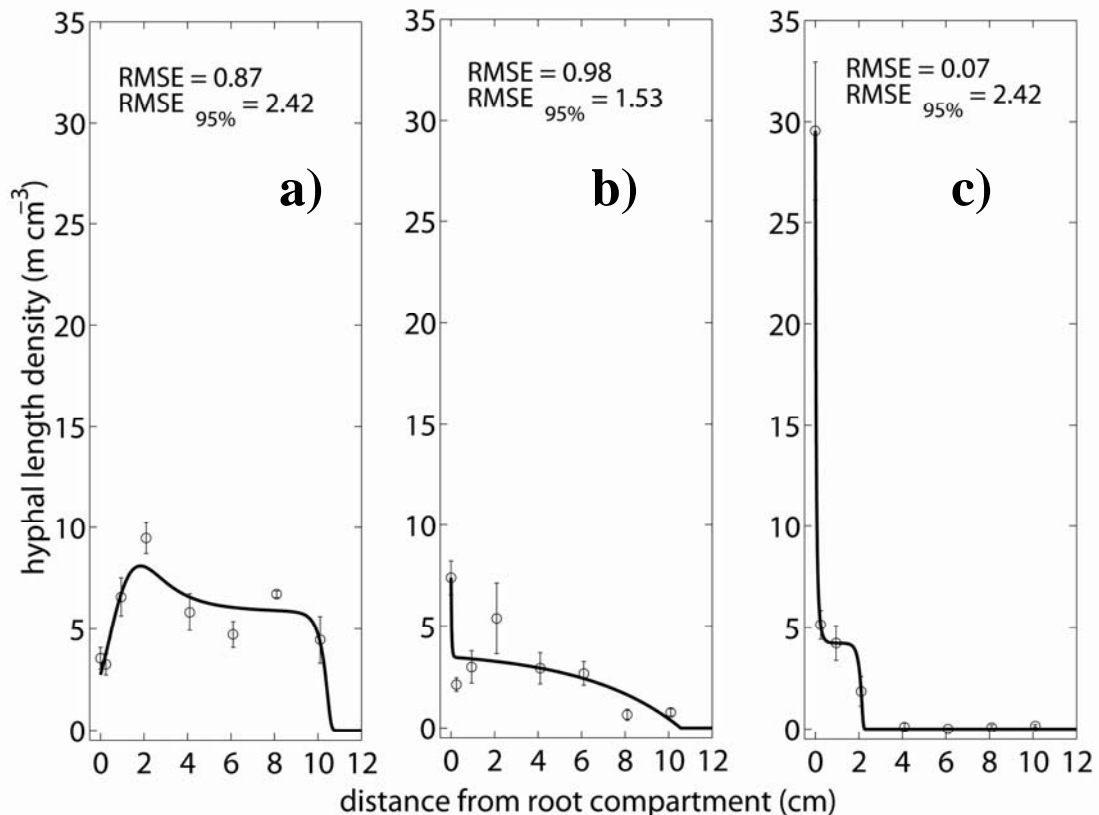 hyphal length density (m cm⁻³)
35
30
25
20
15
10
5
0
RMSE = 0.87
RMSE 95% = 2.42
a)
0 2 4 6 8 10 12
35
30
25
20
15
10
5
0
RMSE = 0.98
RMSE 95% = 1.53
b)
0 2 4 6 8 10 12
35
30
25
20
15
10
5
0
RMSE = 0.07
RMSE 95% = 2.42
c)
0 2 4 6 8 10 12
distance from root compartment (cm)